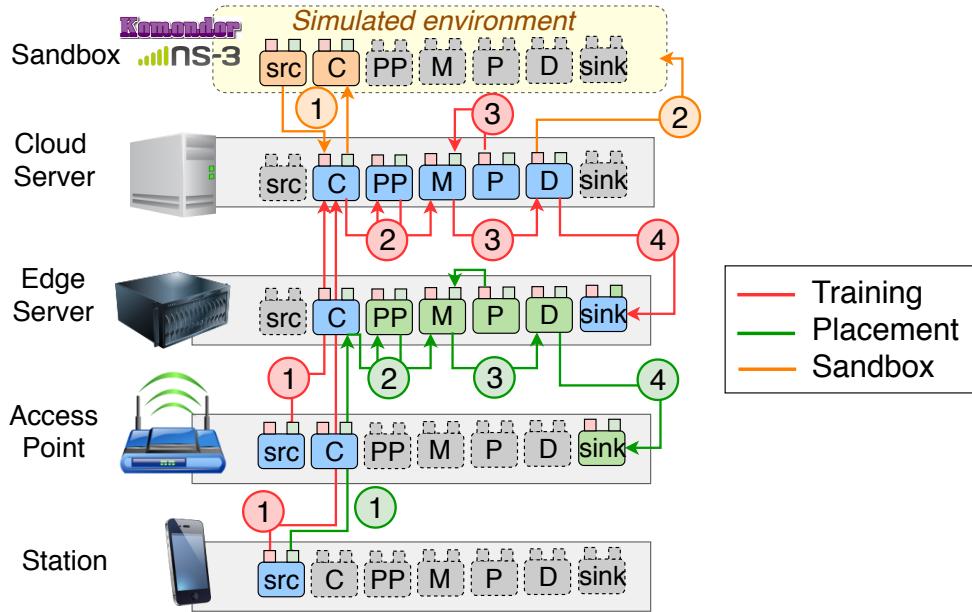 Simulated environment
Komondor
NS-3
Sandbox
src C PP M P D sink
1
2
3
Cloud
Server
src C PP M P D sink
2
3
4
Edge
Server
src C PP M P D sink
1
2
3
4
Access
Point
src C PP M P D sink
1
1
Station
src C PP M P D sink
Training
Placement
Sandbox